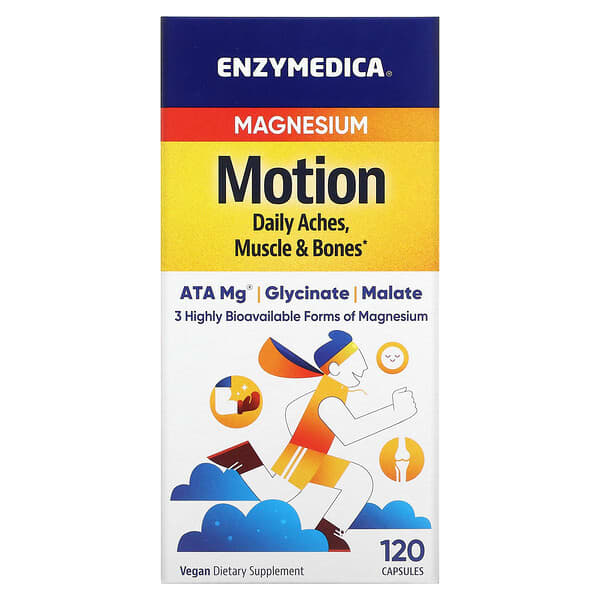 ENZYMEDICA®
MAGNESIUM
Motion
Daily Aches,
Muscle & Bones*
ATA Mg® | Glycinate | Malate
3 Highly Bioavailable Forms of Magnesium
Vegan Dietary Supplement
120
CAPSULES